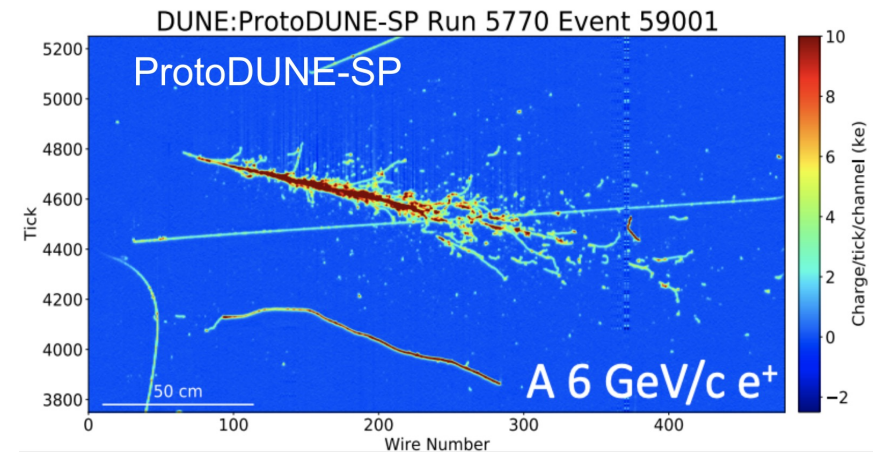 DUNE:ProtoDUNE-SP Run 5770 Event 59001
ProtoDUNE-SP
5200
5000
4800
4600
4400
4200
4000
3800
Tick
50 cm
A 6 GeV/c e⁺
0 100 200 300 400
Wire Number
10
8
6
4
2
0
−2
Charge/tick/channel (ke)